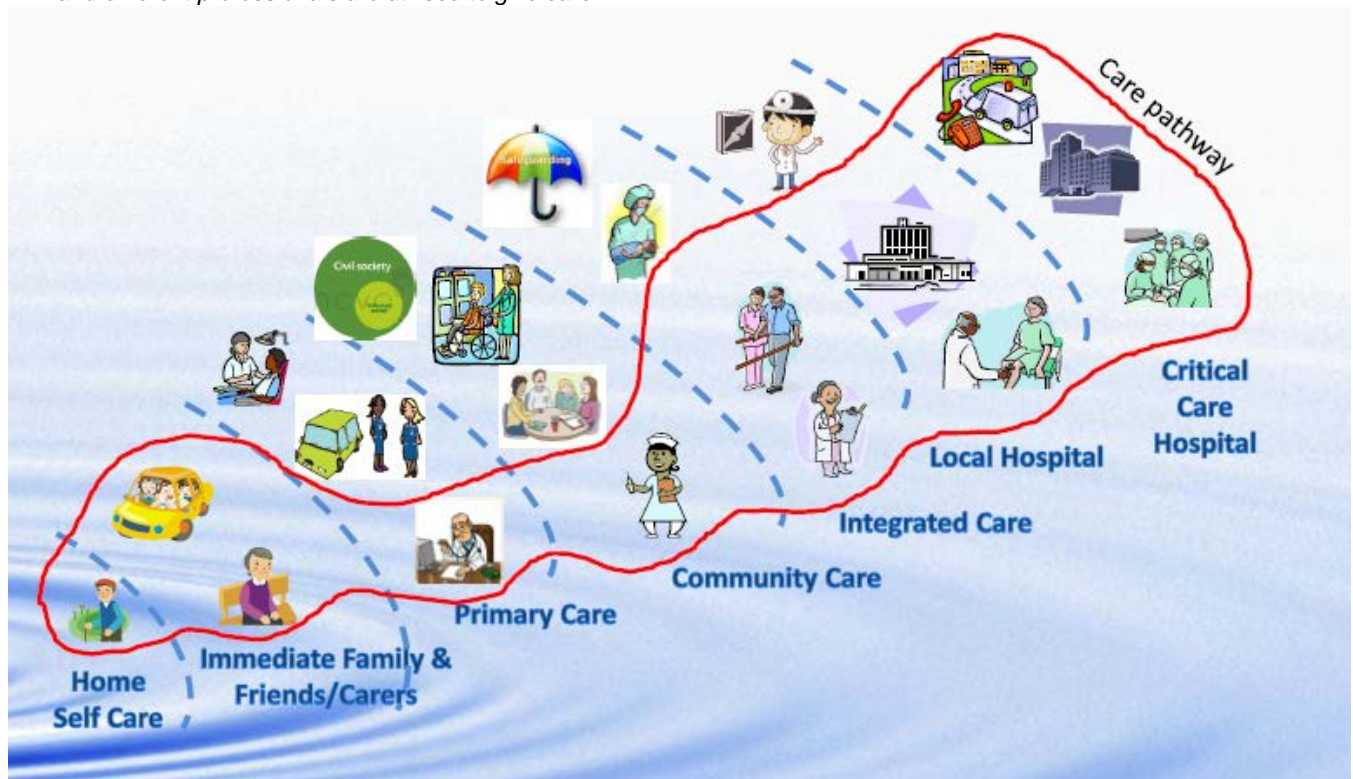 Care pathway
Safeguarding
Civil society
Critical
Care
Hospital
Local Hospital
Integrated Care
Community Care
Primary Care
Immediate Family &
Friends/Carers
Home
Self Care